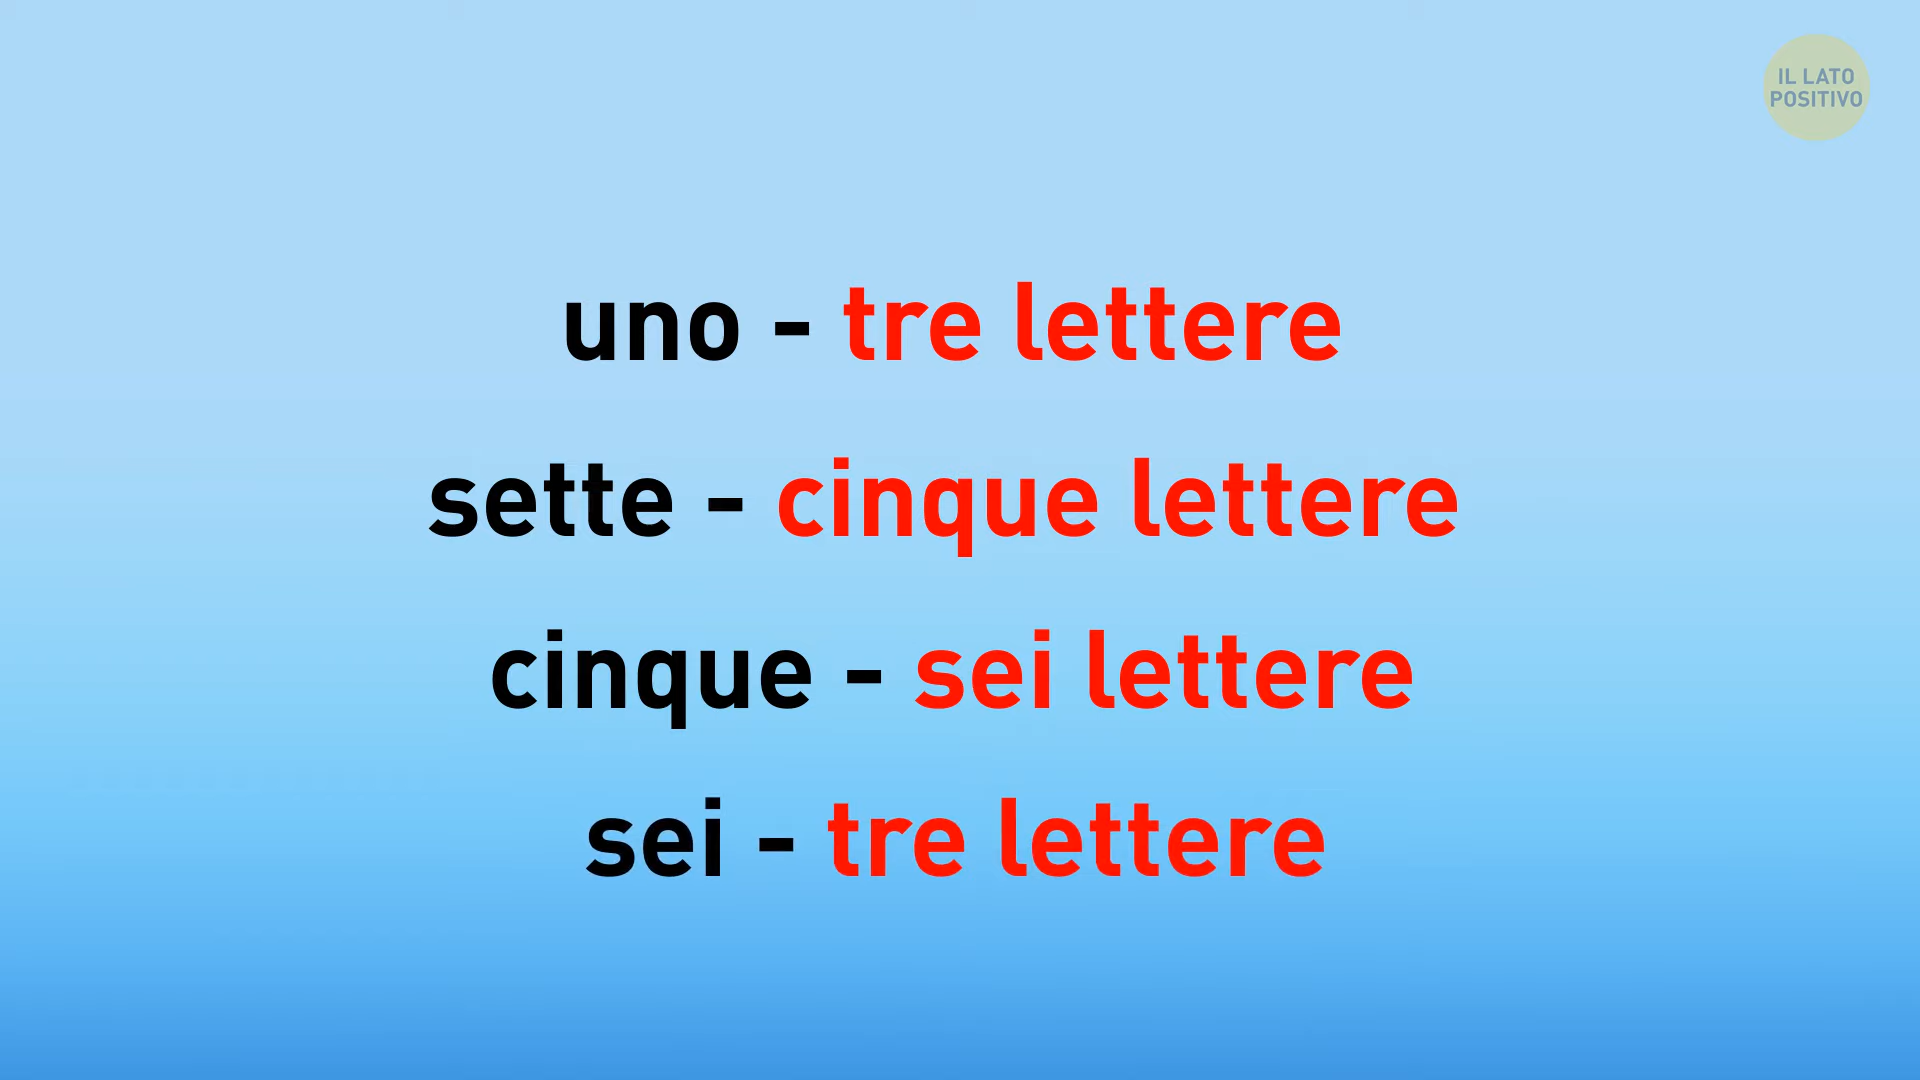 IL LATO
POSITIVO
uno - tre lettere
sette - cinque lettere
cinque - sei lettere
sei - tre lettere